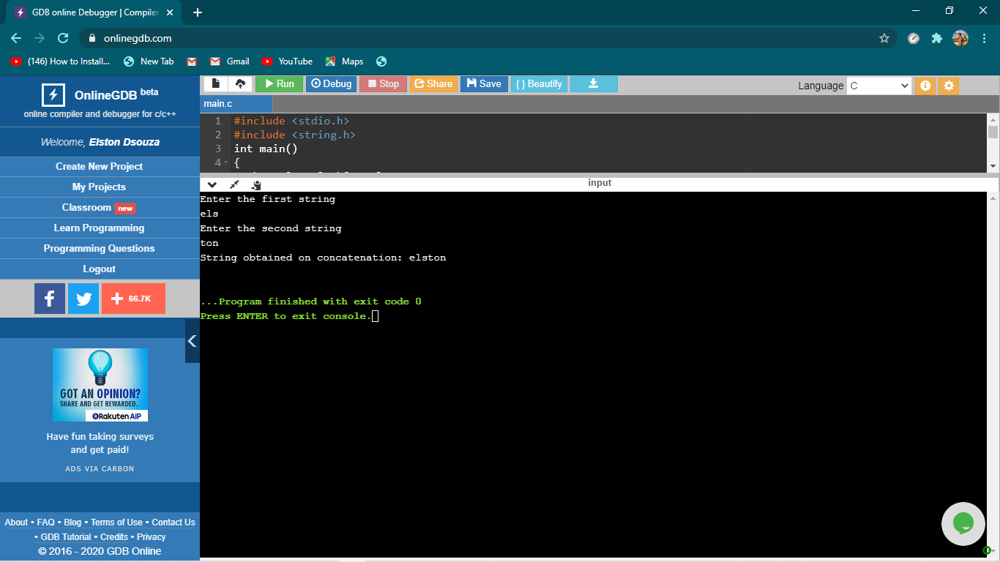 GDB online Debugger | Compiler
onlinegdb.com
(146) How to Install... New Tab Gmail YouTube Maps
OnlineGDB beta
online compiler and debugger for c/c++
Welcome, Elston Dsouza
Create New Project
My Projects
Classroom new
Learn Programming
Programming Questions
Logout
66.7K
GOT AN OPINION?
SHARE AND GET REWARDED.
Rakuten AIP
Have fun taking surveys
and get paid!
ADS VIA CARBON
About • FAQ • Blog • Terms of Use • Contact Us
• GDB Tutorial • Credits • Privacy
© 2016 - 2020 GDB Online
Run Debug Stop Share Save { } Beautify Language C
main.c
1 #include <stdio.h>
2 #include <string.h>
3 int main()
4 {
input
Enter the first string
els
Enter the second string
ton
String obtained on concatenation: elston
...Program finished with exit code 0
Press ENTER to exit console.